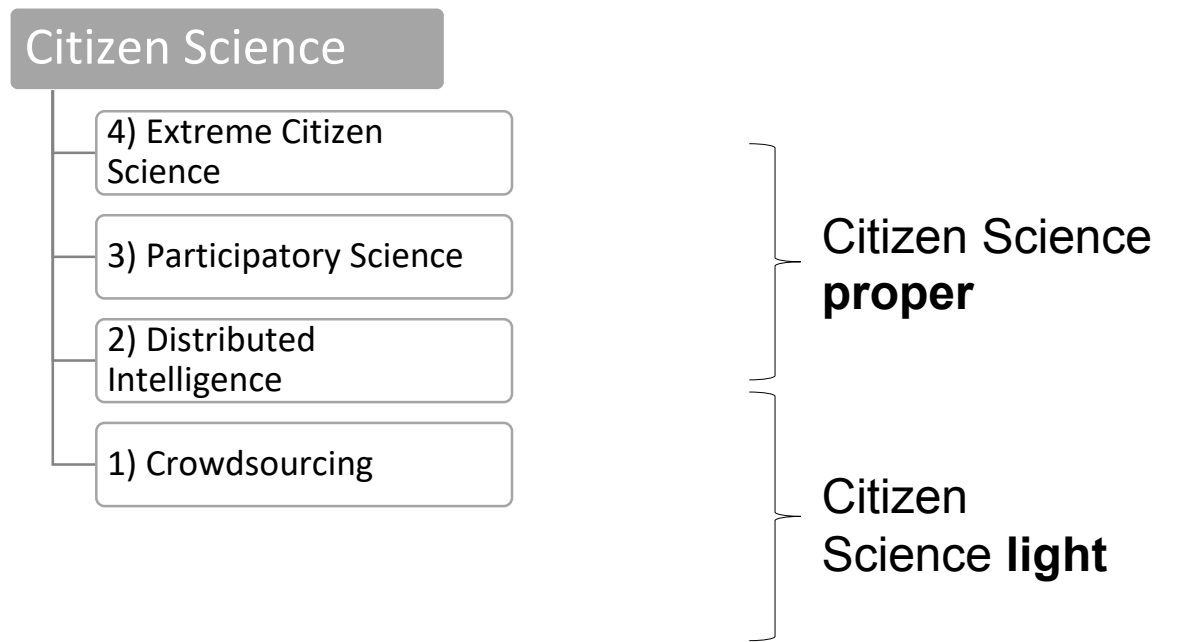 Citizen Science
4) Extreme Citizen
Science
3) Participatory Science
2) Distributed
Intelligence
1) Crowdsourcing
Citizen Science
proper
Citizen
Science light